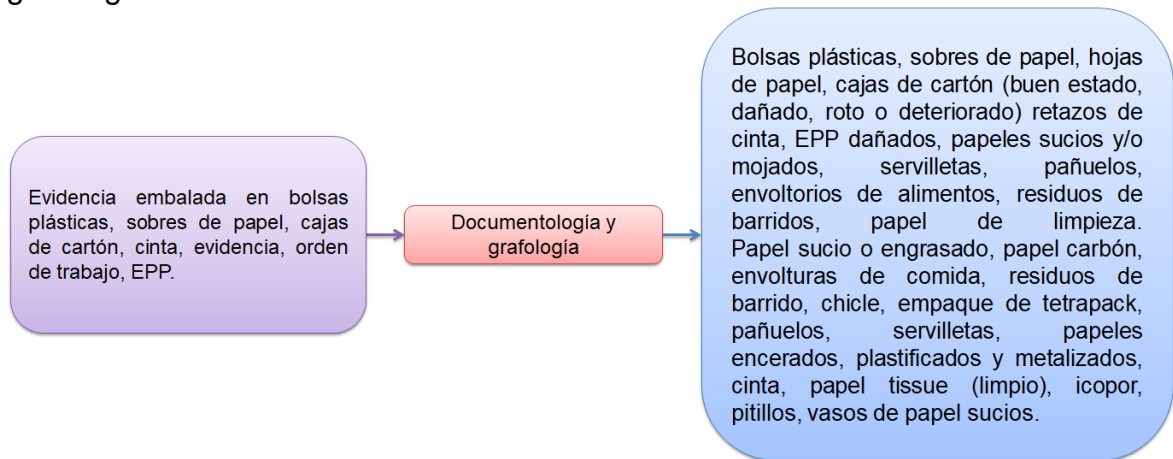 Evidencia embalada en bolsas
plásticas, sobres de papel, cajas
de cartón, cinta, evidencia, orden
de trabajo, EPP.
Documentología y
grafología
Bolsas plásticas, sobres de papel, hojas
de papel, cajas de cartón (buen estado,
dañado, roto o deteriorado) retazos de
cinta, EPP dañados, papeles sucios y/o
mojados, servilletas, pañuelos,
envoltorios de alimentos, residuos de
barridos, papel de limpieza.
Papel sucio o engrasado, papel carbón,
envolturas de comida, residuos de
barrido, chicle, empaque de tetrapack,
pañuelos, servilletas, papeles
encerados, plastificados y metalizados,
cinta, papel tissue (limpio), icopor,
pitillos, vasos de papel sucios.